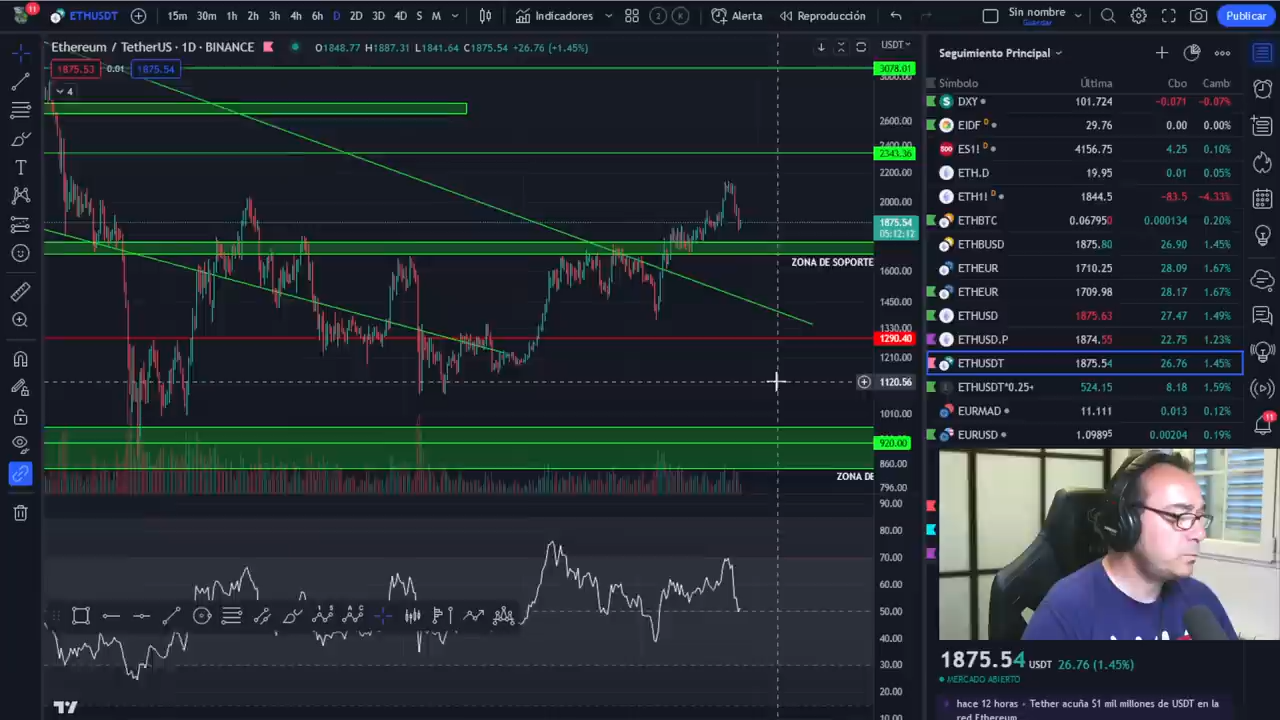 11
ETHUSDT
15m 30m 1h 2h 3h 4h 6h D 2D 3D 4D S M
Indicadores
2 K
Alerta
Reproducción
Sin nombre
Guardar
Publicar
Ethereum / TetherUS · 1D · BINANCE
O1848.77 H1887.31 L1841.64 C1875.54 +26.76 (+1.45%)
1875.53 0.01 1875.54
4
USDT
3078.01
3000.00
2600.00
2400.00
2343.36
2200.00
2000.00
1875.54
05:12:12
ZONA DE SOPORTE
1600.00
1450.00
1330.00
1290.40
1210.00
1120.56
1010.00
920.00
860.00
ZONA DE
796.00
90.00
80.00
70.00
60.00
50.00
40.00
30.00
20.00
10.00
Seguimiento Principal
Símbolo Última Cbo Camb
DXY 101.724 −0.071 −0.07%
EIDF D 29.76 0.00 0.00%
ES1! D 4156.75 4.25 0.10%
ETH.D 19.95 0.01 0.05%
ETH1! D 1844.5 −83.5 −4.33%
ETHBTC 0.067950 0.000134 0.20%
ETHBUSD 1875.80 26.90 1.45%
ETHEUR 1710.25 28.09 1.67%
ETHEUR 1709.98 28.17 1.67%
ETHUSD 1875.63 27.47 1.49%
ETHUSD.P 1874.55 22.75 1.23%
ETHUSDT 1875.54 26.76 1.45%
ETHUSDT*0.25+ 524.15 8.18 1.59%
EURMAD 11.111 0.013 0.12%
EURUSD 1.09895 0.00204 0.19%
11
1875.54 USDT 26.76 (1.45%)
MERCADO ABIERTO
hace 12 horas · Tether acuña $1 mil millones de USDT en la
red Ethereum